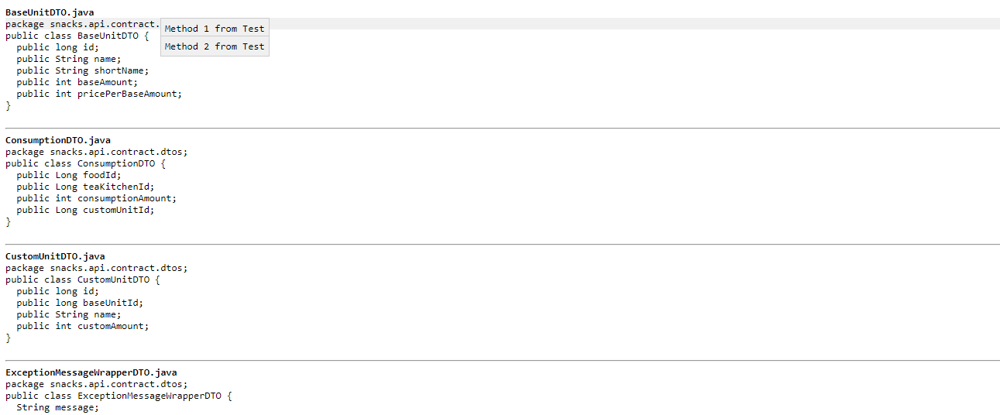 BaseUnitDTO.java
package snacks.api.contract.
Method 1 from Test
Method 2 from Test
public class BaseUnitDTO {
  public long id;
  public String name;
  public String shortName;
  public int baseAmount;
  public int pricePerBaseAmount;
}
ConsumptionDTO.java
package snacks.api.contract.dtos;
public class ConsumptionDTO {
  public Long foodId;
  public Long teaKitchenId;
  public int consumptionAmount;
  public Long customUnitId;
}
CustomUnitDTO.java
package snacks.api.contract.dtos;
public class CustomUnitDTO {
  public long id;
  public long baseUnitId;
  public String name;
  public int customAmount;
}
ExceptionMessageWrapperDTO.java
package snacks.api.contract.dtos;
public class ExceptionMessageWrapperDTO {
  String message;